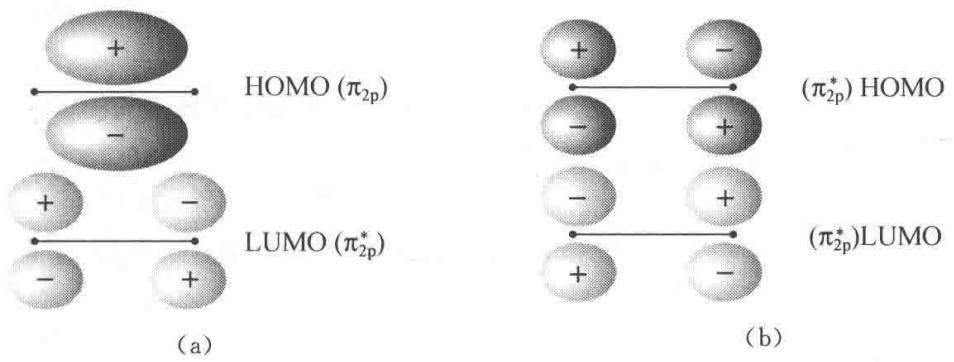 +
HOMO (π2p)
−
+ −
LUMO (π*2p)
− +
(a)
+ −
(π*2p) HOMO
− +
− +
(π*2p)LUMO
+ −
(b)